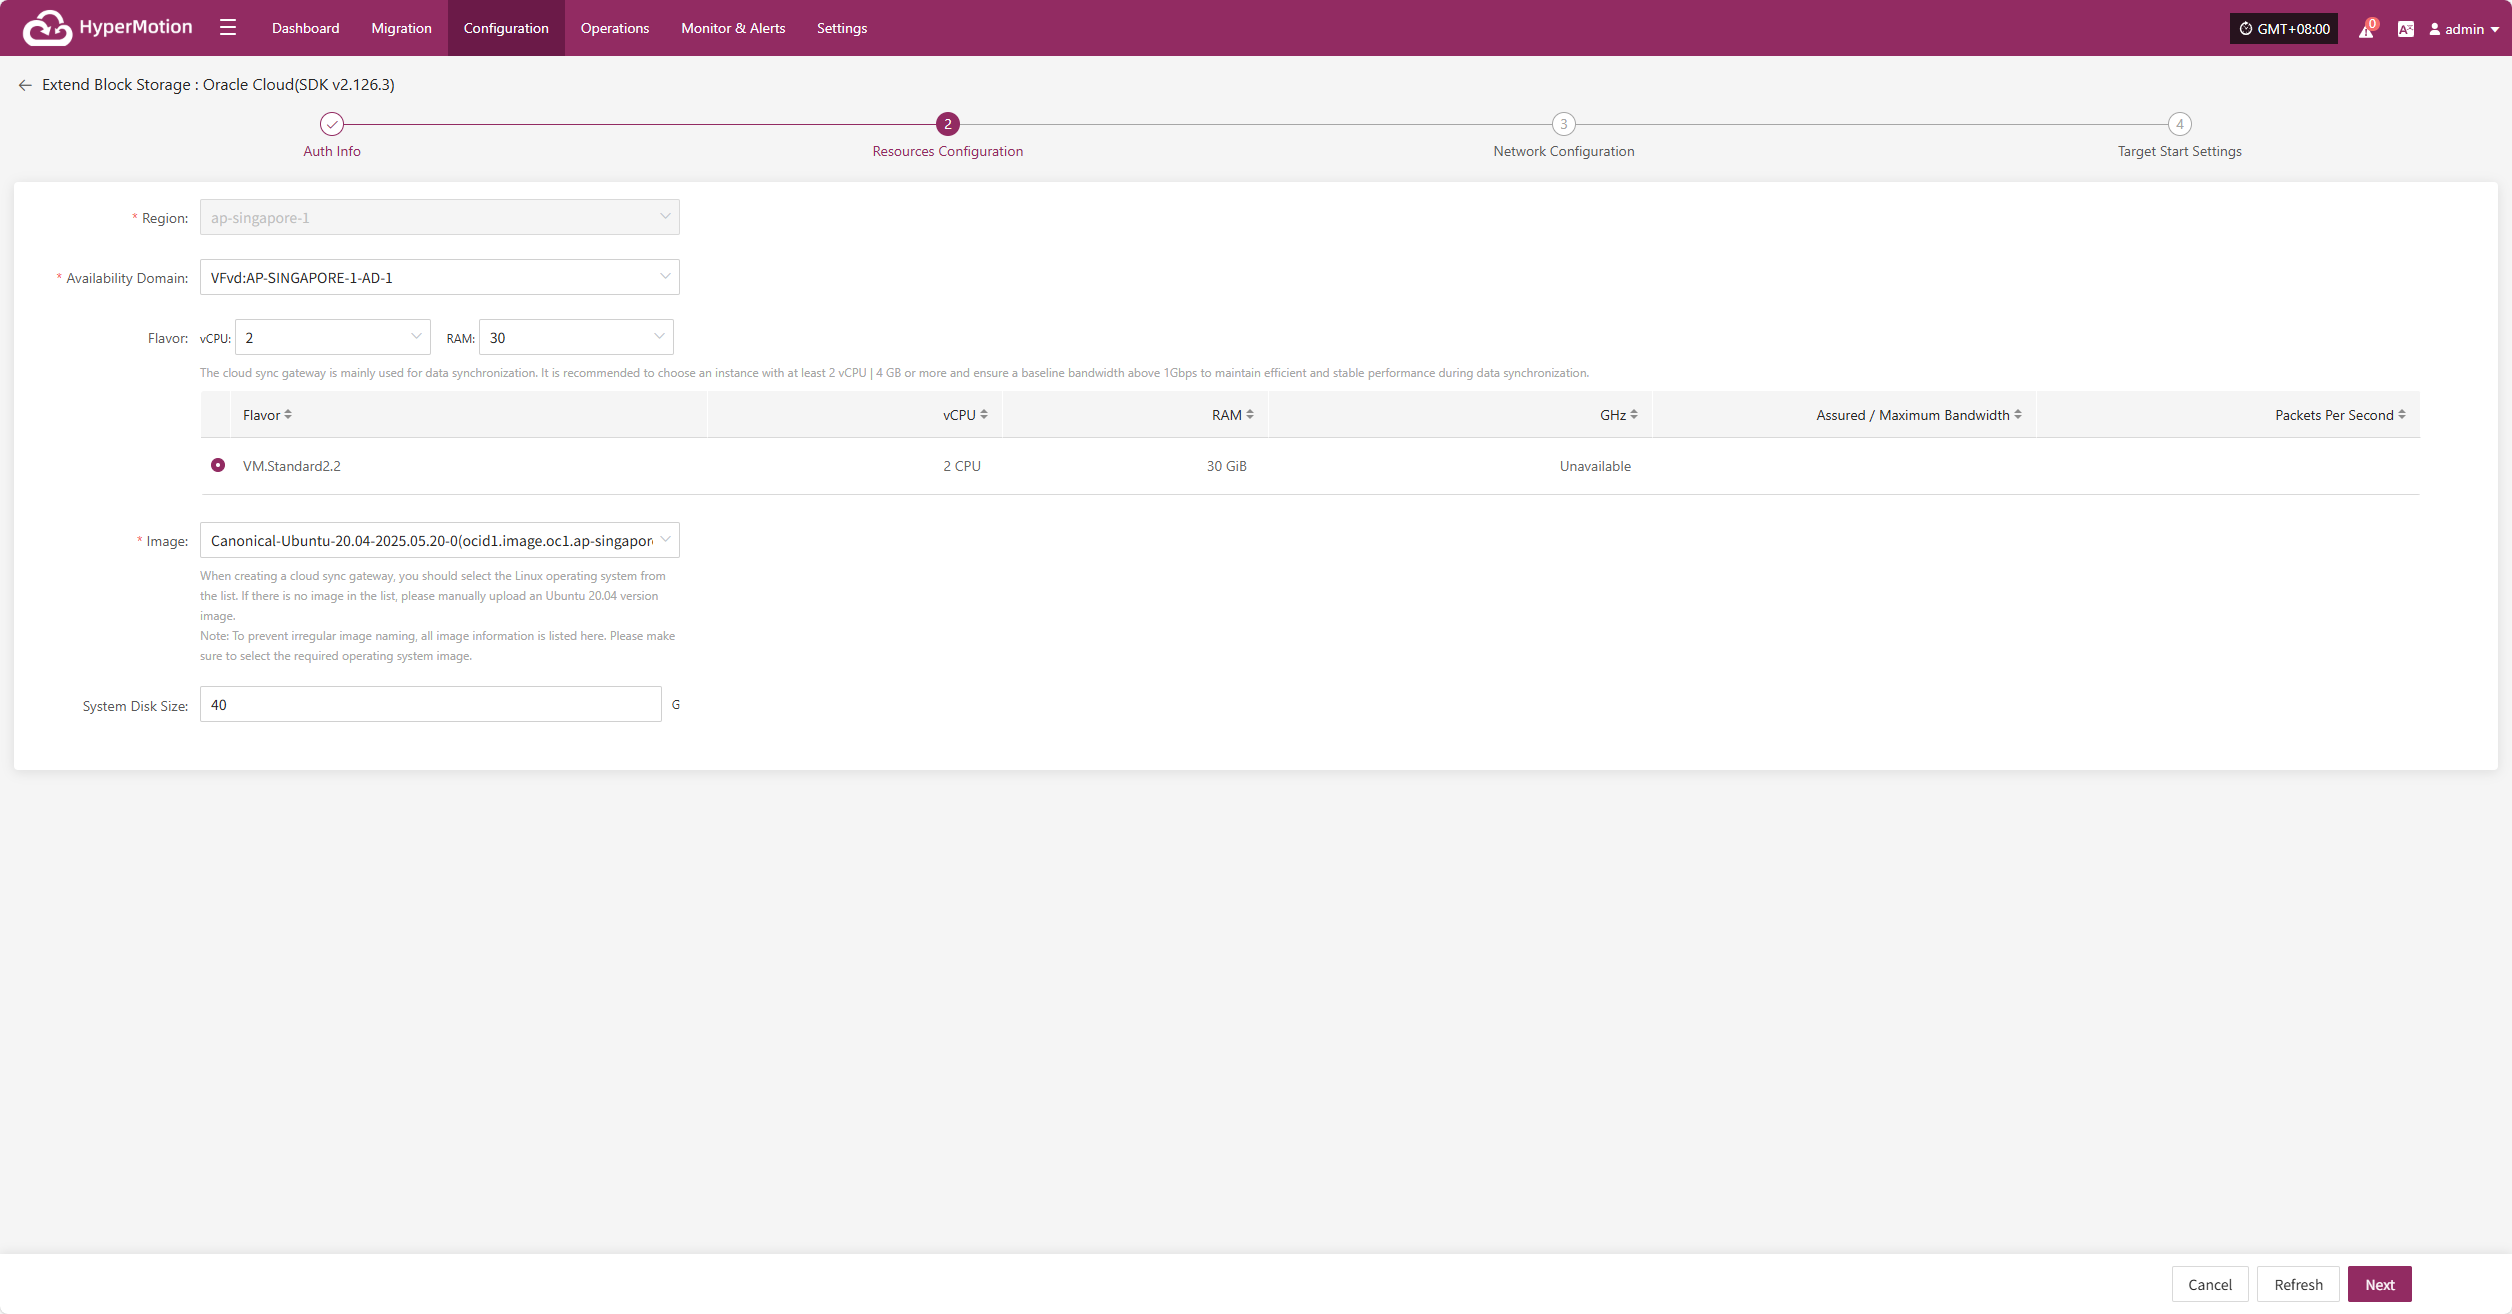 HyperMotion
Dashboard
Migration
Configuration
Operations
Monitor & Alerts
Settings
GMT+08:00
0
admin
Extend Block Storage : Oracle Cloud(SDK v2.126.3)
2
3
4
Auth Info
Resources Configuration
Network Configuration
Target Start Settings
* Region: ap-singapore-1
* Availability Domain: VFvd:AP-SINGAPORE-1-AD-1
Flavor: vCPU: 2 RAM: 30
The cloud sync gateway is mainly used for data synchronization. It is recommended to choose an instance with at least 2 vCPU | 4 GB or more and ensure a baseline bandwidth above 1Gbps to maintain efficient and stable performance during data synchronization.
Flavor vCPU RAM GHz Assured / Maximum Bandwidth Packets Per Second
VM.Standard2.2 2 CPU 30 GiB Unavailable
* Image: Canonical-Ubuntu-20.04-2025.05.20-0(ocid1.image.oc1.ap-singapor
When creating a cloud sync gateway, you should select the Linux operating system from
the list. If there is no image in the list, please manually upload an Ubuntu 20.04 version
image.
Note: To prevent irregular image naming, all image information is listed here. Please make
sure to select the required operating system image.
System Disk Size: 40 G
Cancel
Refresh
Next